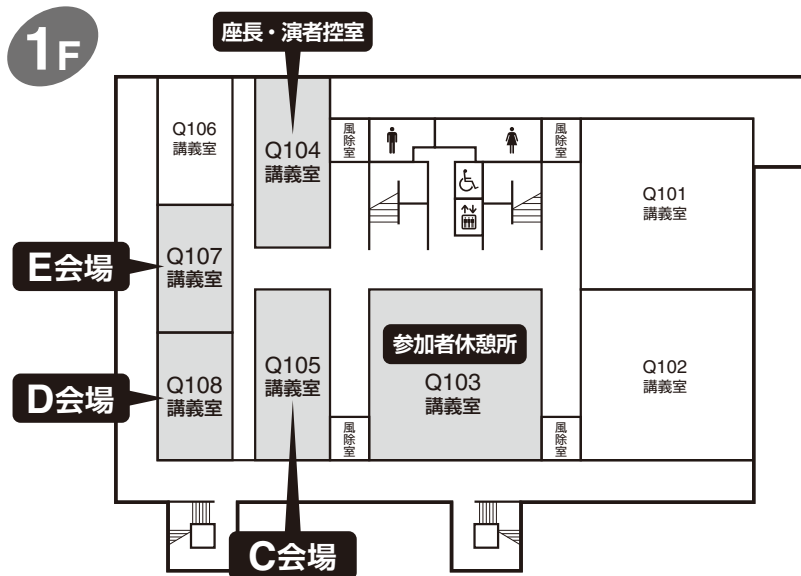 1F
座長・演者控室
Q106
講義室
Q104
講義室
風除室
風除室
Q101
講義室
E会場
Q107
講義室
D会場
Q108
講義室
Q105
講義室
参加者休憩所
Q103
講義室
Q102
講義室
風除室
風除室
C会場